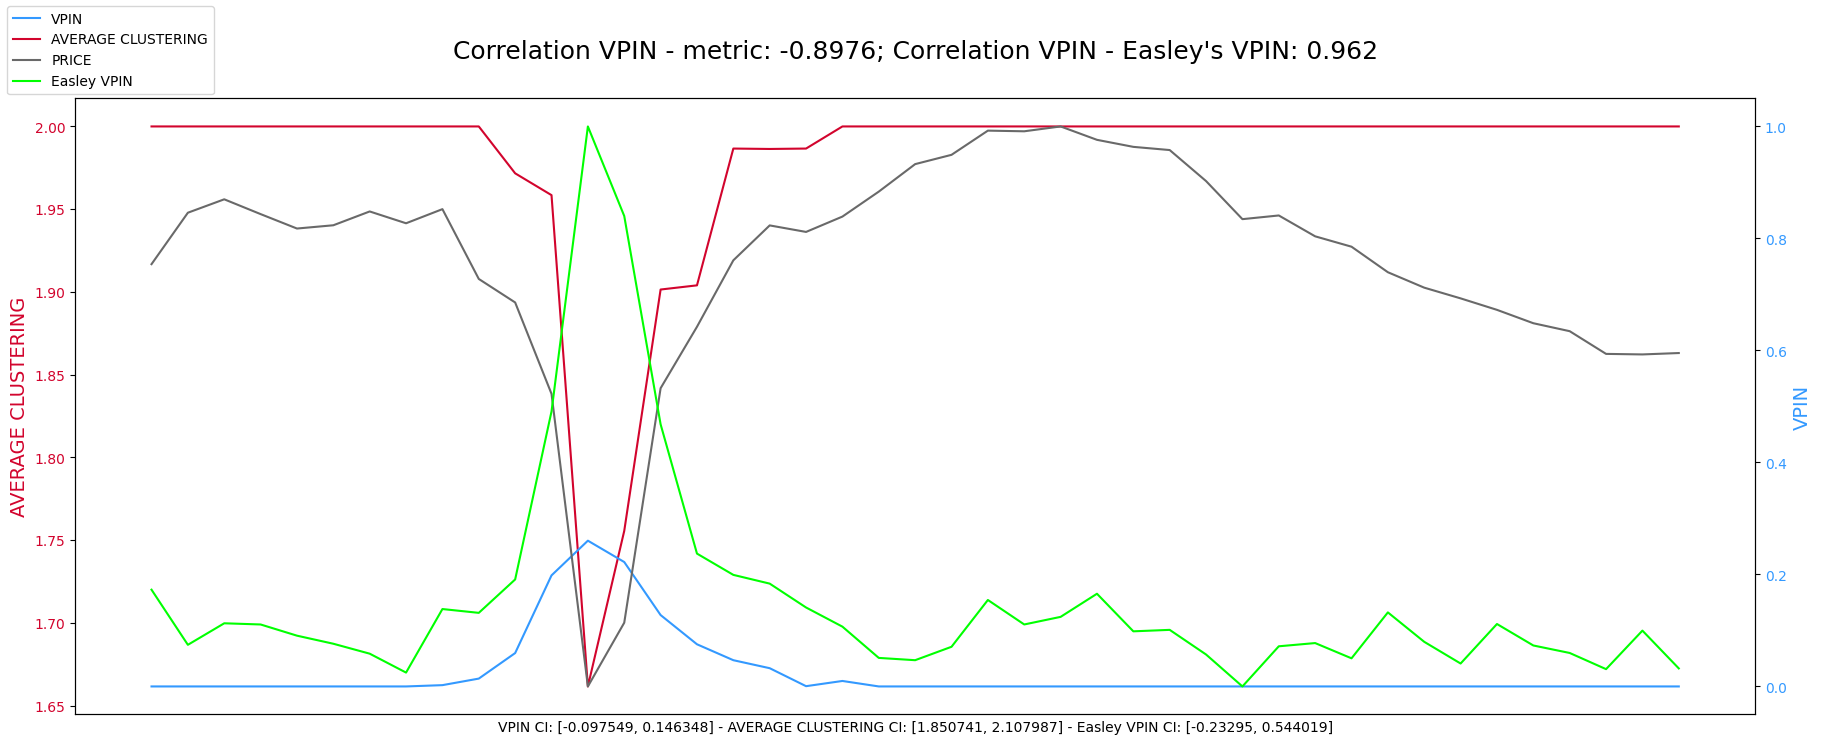 VPIN
AVERAGE CLUSTERING
PRICE
Easley VPIN
Correlation VPIN - metric: -0.8976; Correlation VPIN - Easley's VPIN: 0.962
2.00
1.95
1.90
1.85
1.80
1.75
1.70
1.65
AVERAGE CLUSTERING
1.0
0.8
0.6
0.4
0.2
0.0
VPIN
VPIN CI: [-0.097549, 0.146348] - AVERAGE CLUSTERING CI: [1.850741, 2.107987] - Easley VPIN CI: [-0.23295, 0.544019]